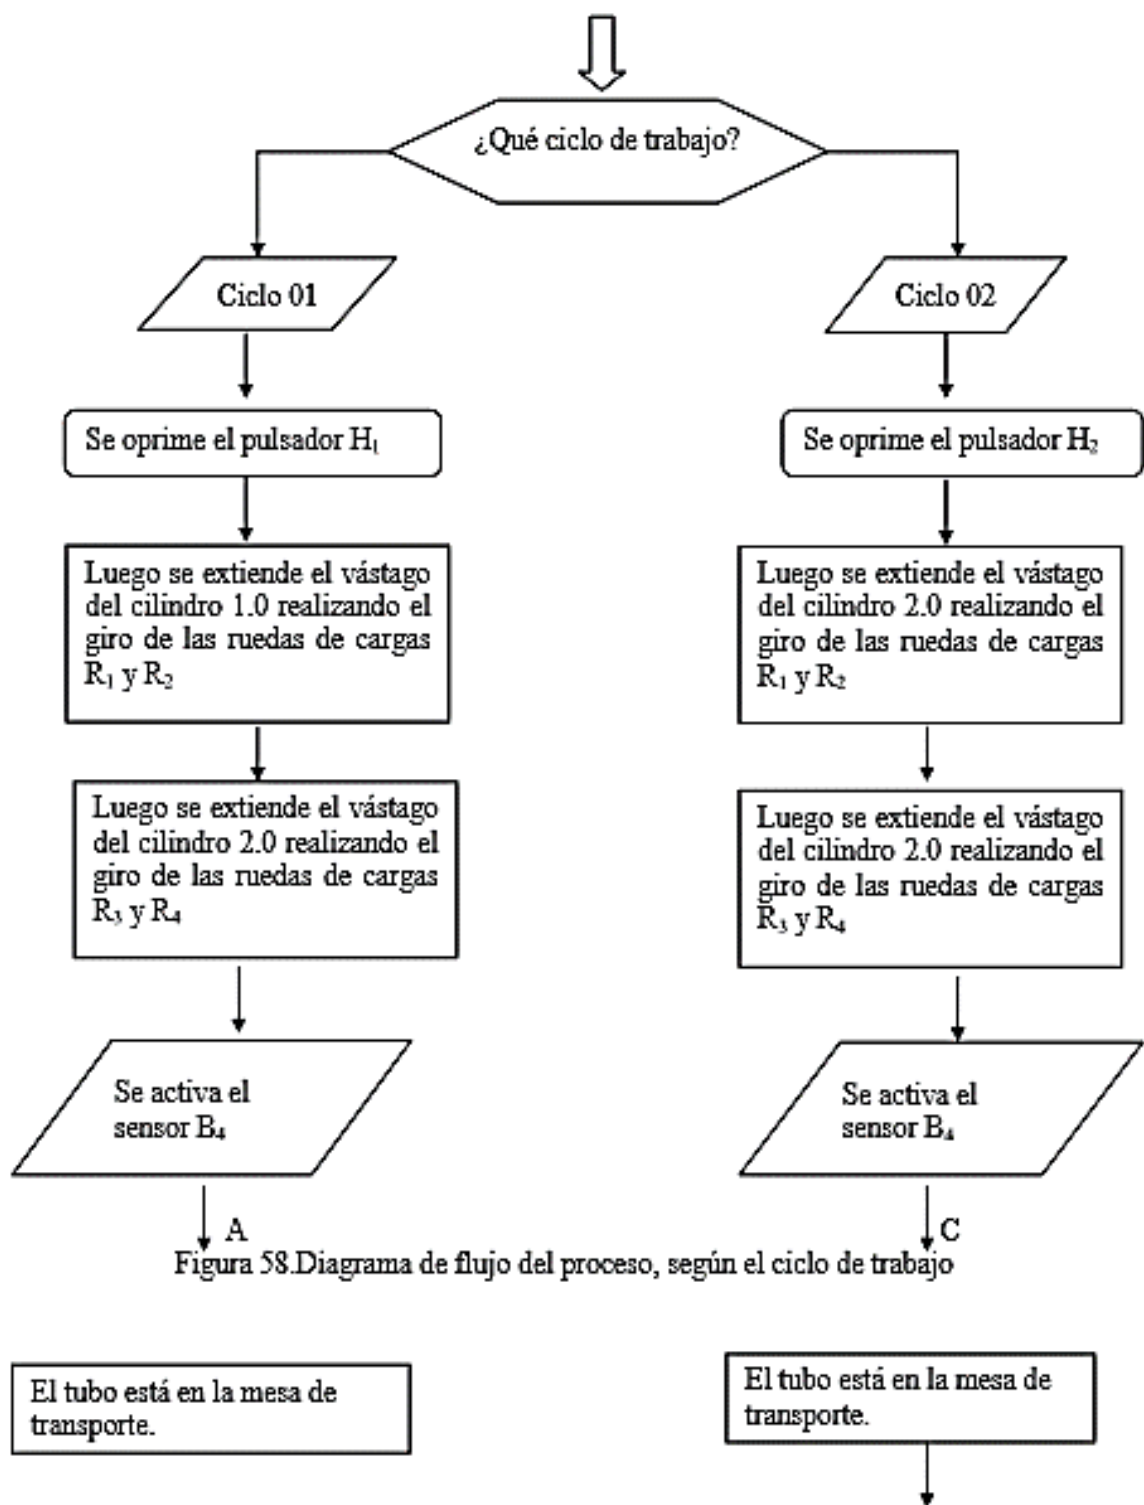 ¿Qué ciclo de trabajo?
Ciclo 01
Ciclo 02
Se oprime el pulsador H₁
Se oprime el pulsador H₂
Luego se extiende el vástago
del cilindro 1.0 realizando el
giro de las ruedas de cargas
R₁ y R₂
Luego se extiende el vástago
del cilindro 2.0 realizando el
giro de las ruedas de cargas
R₁ y R₂
Luego se extiende el vástago
del cilindro 2.0 realizando el
giro de las ruedas de cargas
R₃ y R₄
Luego se extiende el vástago
del cilindro 2.0 realizando el
giro de las ruedas de cargas
R₃ y R₄
Se activa el
sensor B₄
Se activa el
sensor B₄
A
C
Figura 58.Diagrama de flujo del proceso, según el ciclo de trabajo
El tubo está en la mesa de
transporte.
El tubo está en la mesa de
transporte.